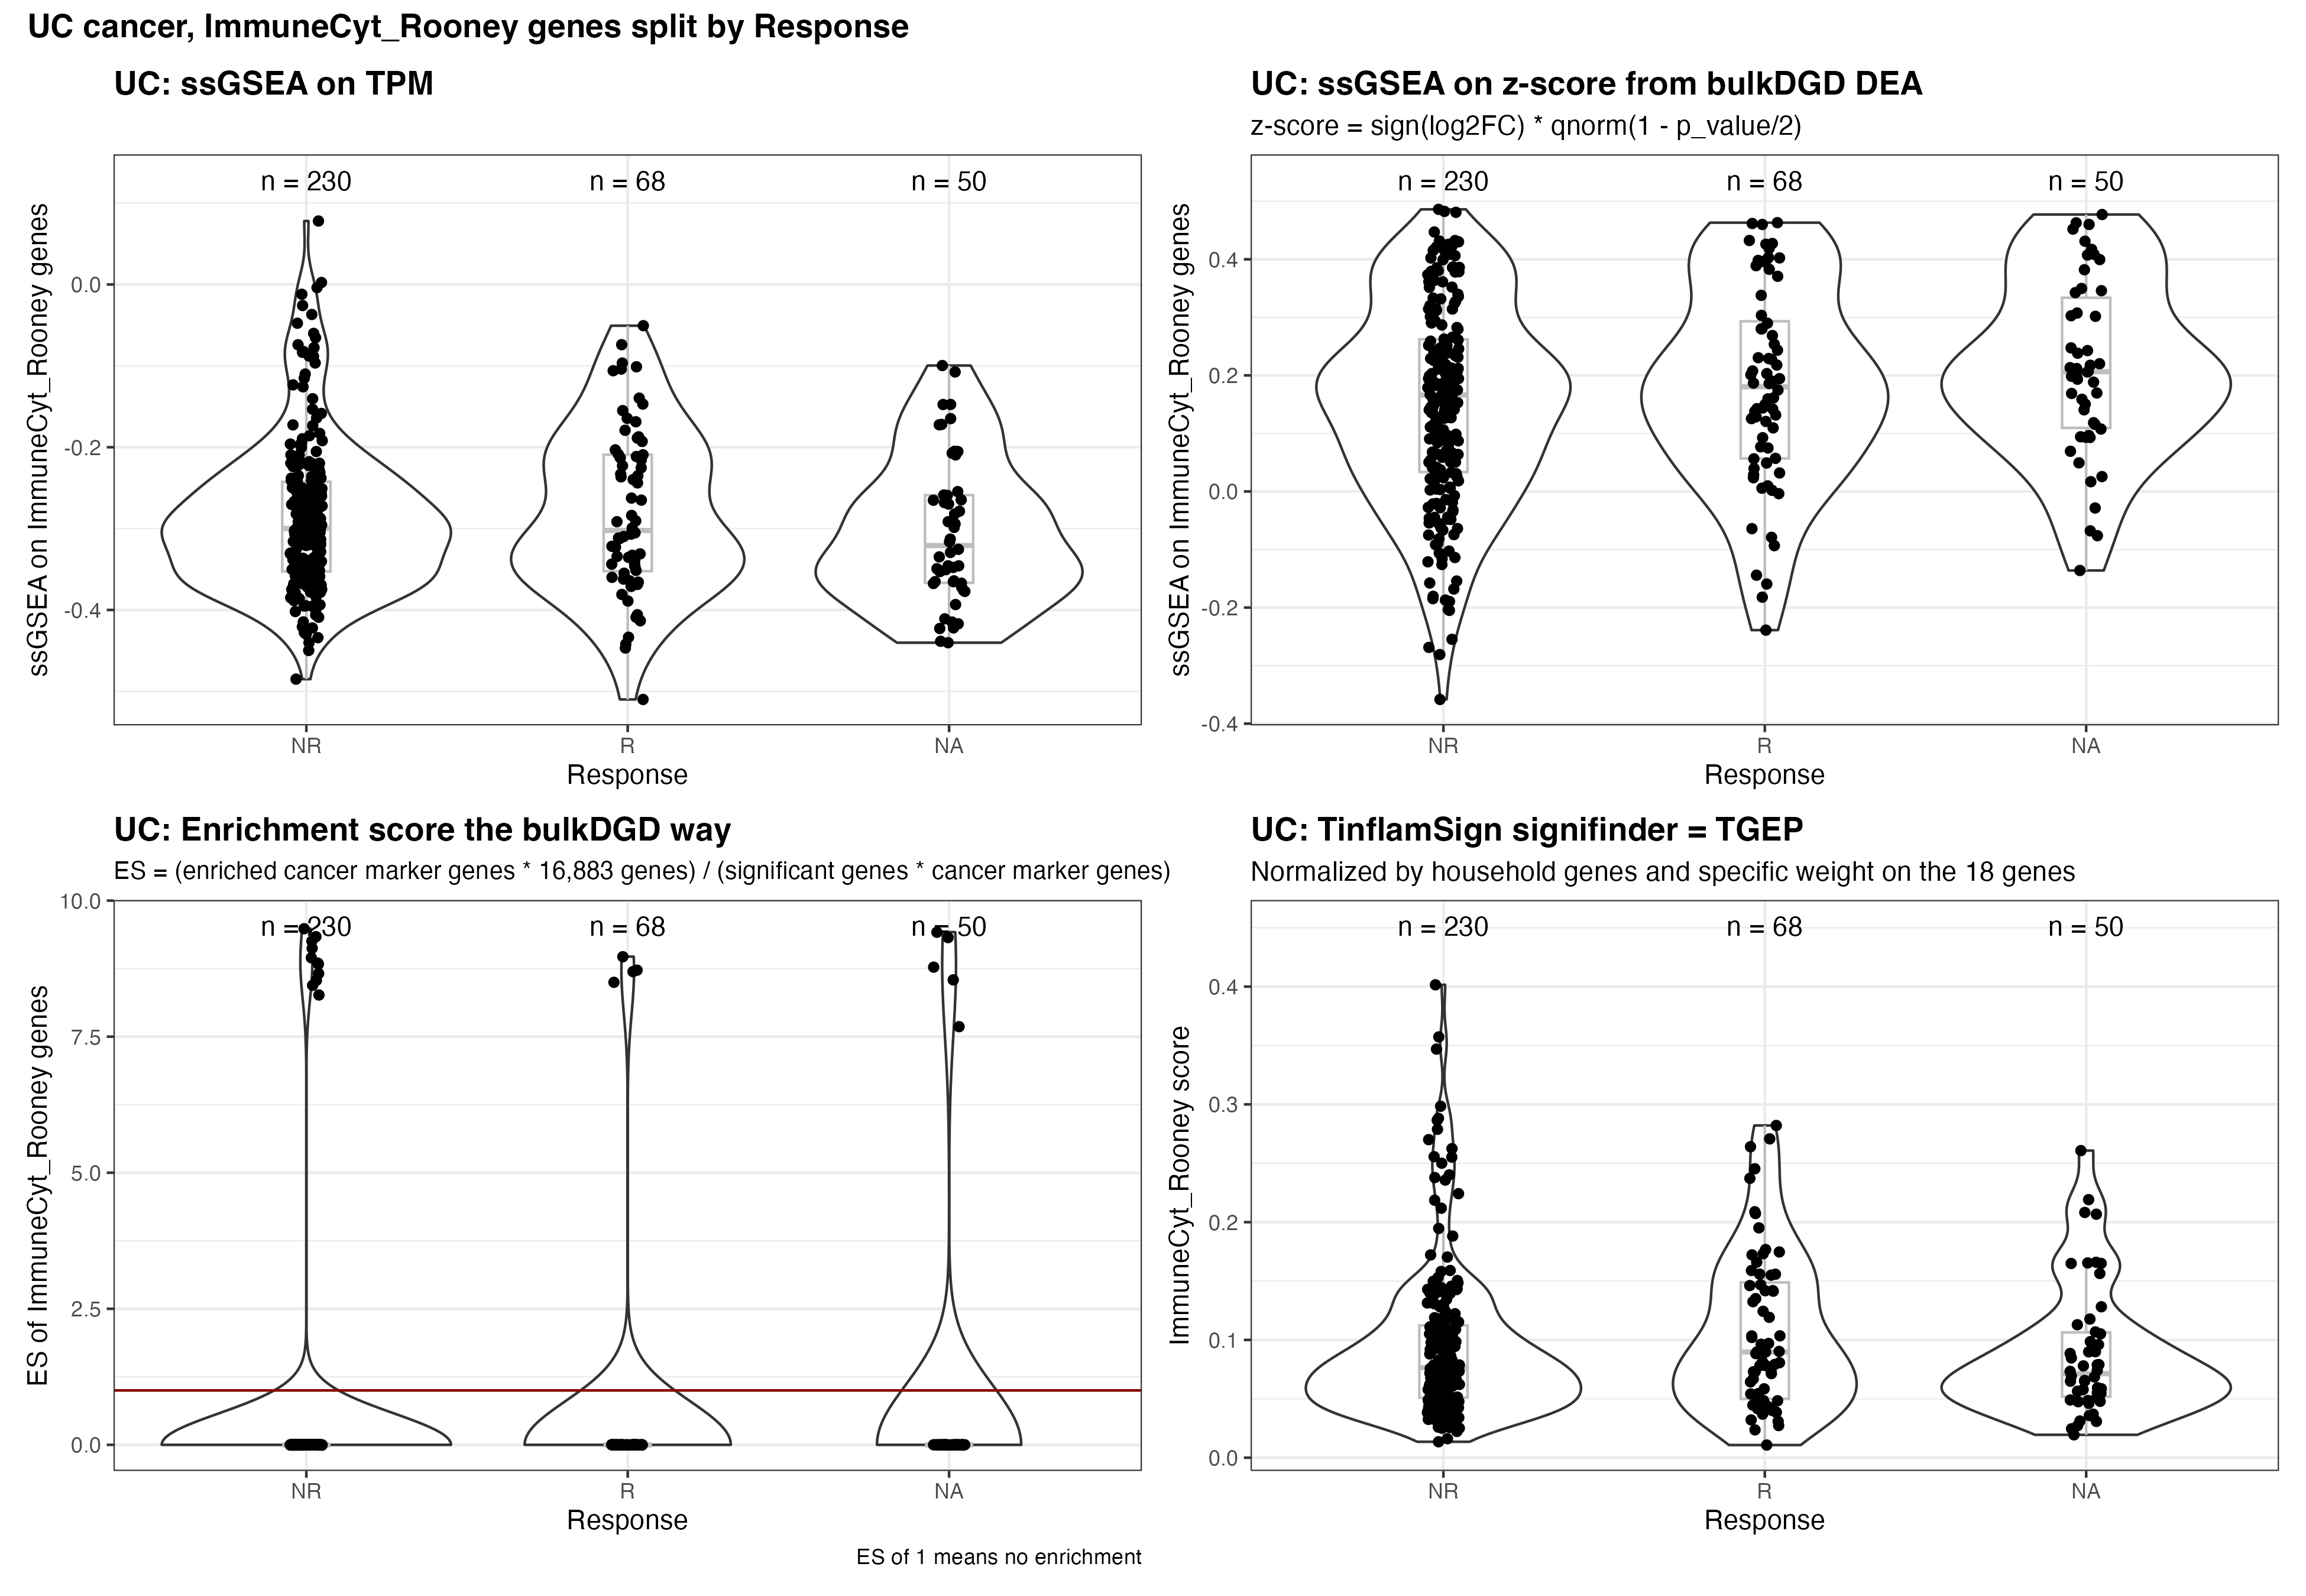 UC cancer, ImmuneCyt_Rooney genes split by Response
UC: ssGSEA on TPM
ssGSEA on ImmuneCyt_Rooney genes
n = 230
n = 68
n = 50
0.0
-0.2
-0.4
NR
R
NA
Response
UC: ssGSEA on z-score from bulkDGD DEA
z-score = sign(log2FC) * qnorm(1 - p_value/2)
ssGSEA on ImmuneCyt_Rooney genes
n = 230
n = 68
n = 50
0.4
0.2
0.0
-0.2
-0.4
NR
R
NA
Response
UC: Enrichment score the bulkDGD way
ES = (enriched cancer marker genes * 16,883 genes) / (significant genes * cancer marker genes)
ES of ImmuneCyt_Rooney genes
n = 230
n = 68
n = 50
10.0
7.5
5.0
2.5
0.0
NR
R
NA
Response
ES of 1 means no enrichment
UC: TinflamSign signifinder = TGEP
Normalized by household genes and specific weight on the 18 genes
ImmuneCyt_Rooney score
n = 230
n = 68
n = 50
0.4
0.3
0.2
0.1
0.0
NR
R
NA
Response